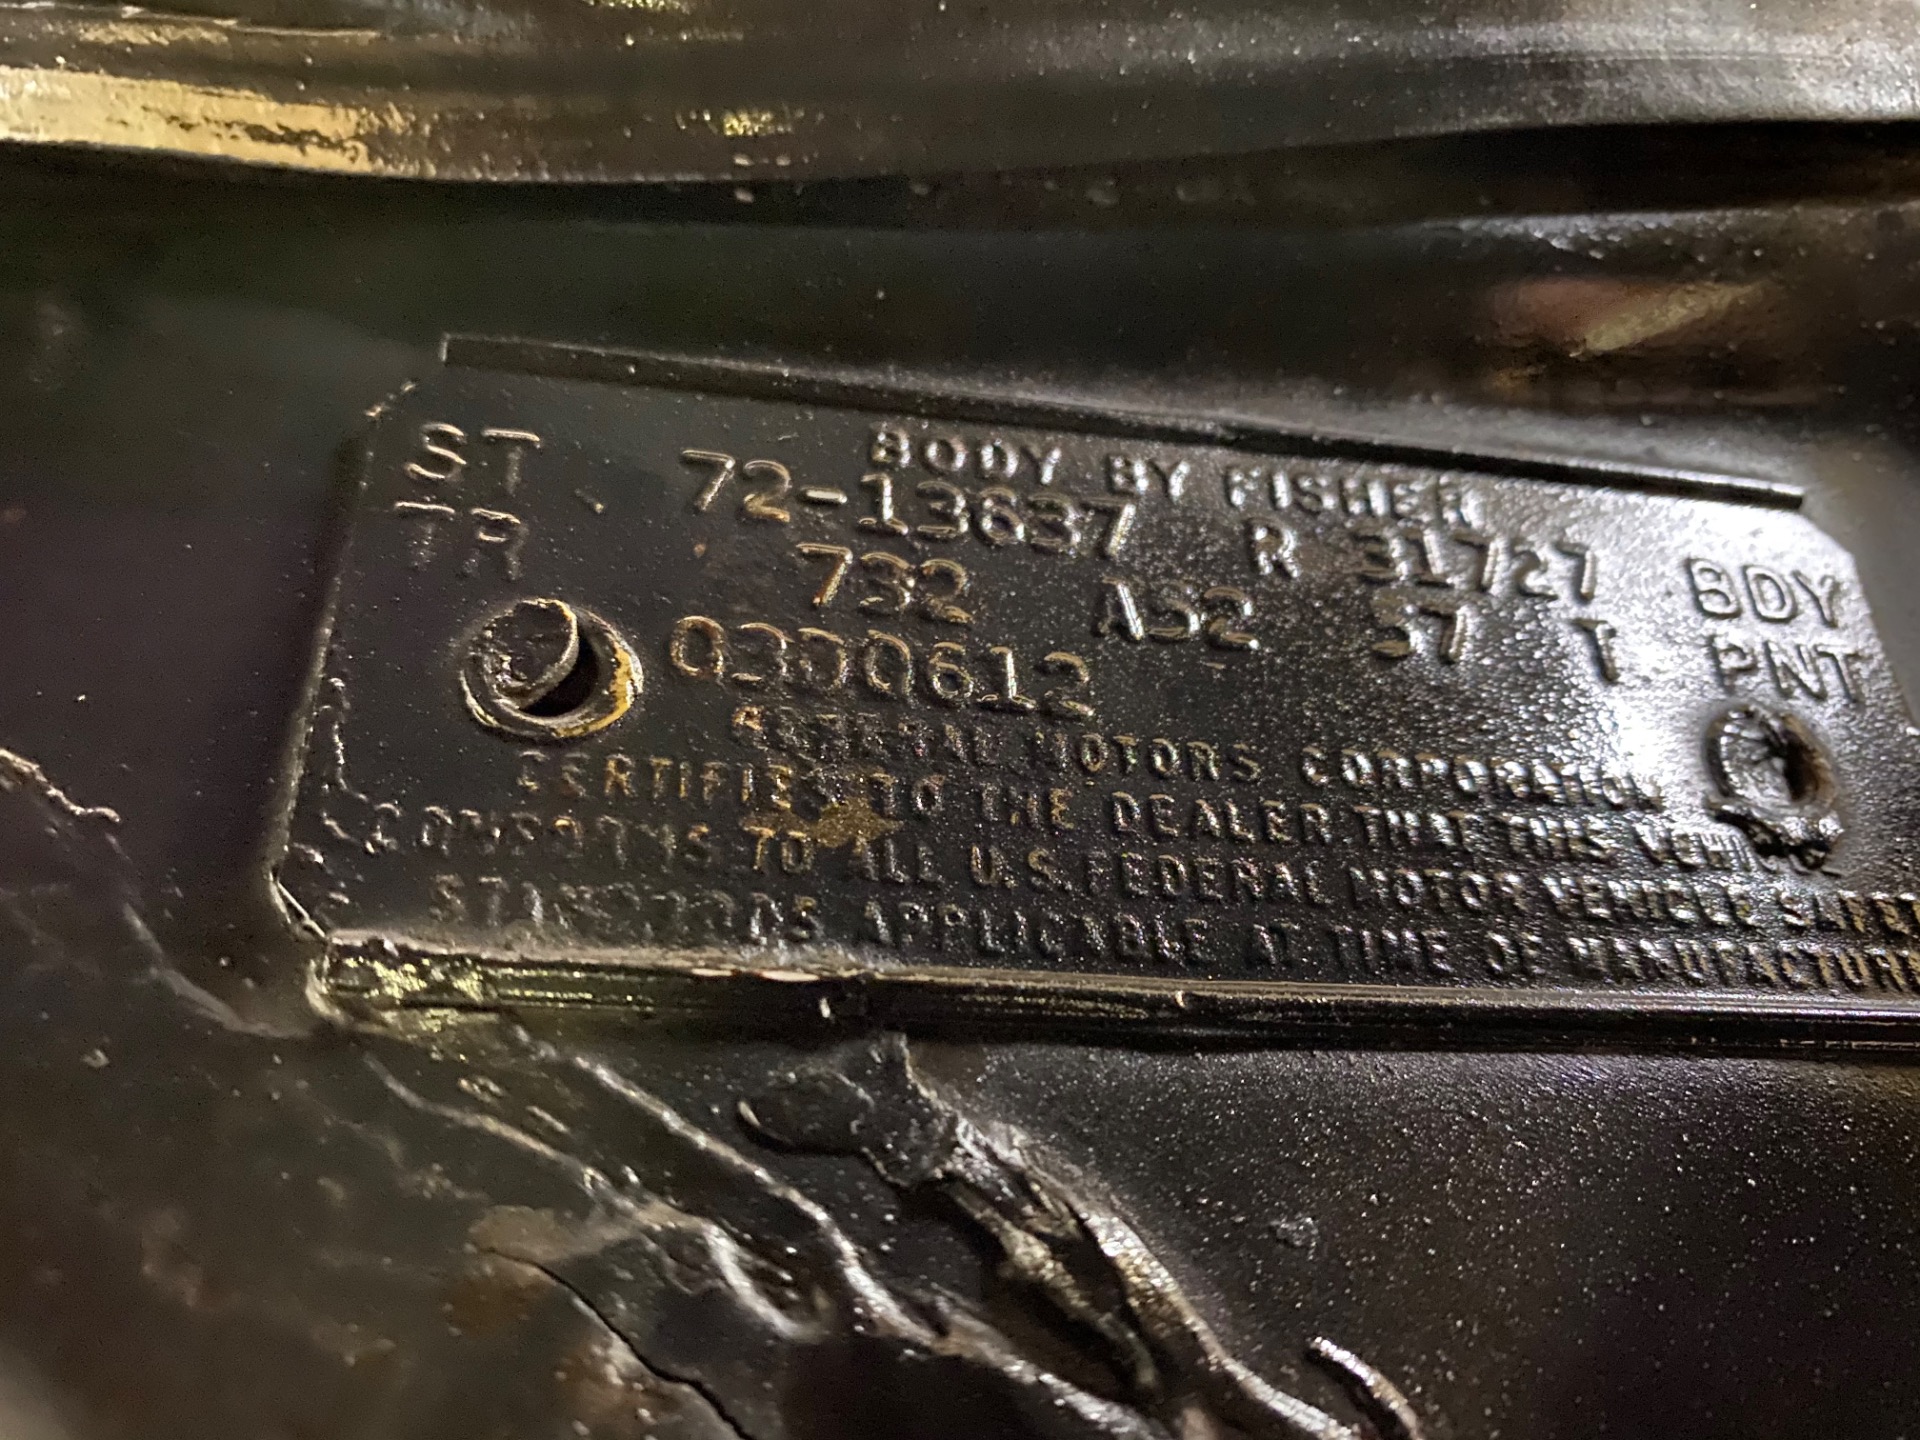 BODY BY FISHER
ST 72-13637 R 31727 BDY
TR 732 A52 57 T PNT
Q300612
GENERAL MOTORS CORPORATION
CERTIFIES TO THE DEALER THAT THIS VEHICLE
CONFORMS TO ALL U.S. FEDERAL MOTOR VEHICLE SAFETY
STANDARDS APPLICABLE AT TIME OF MANUFACTURE